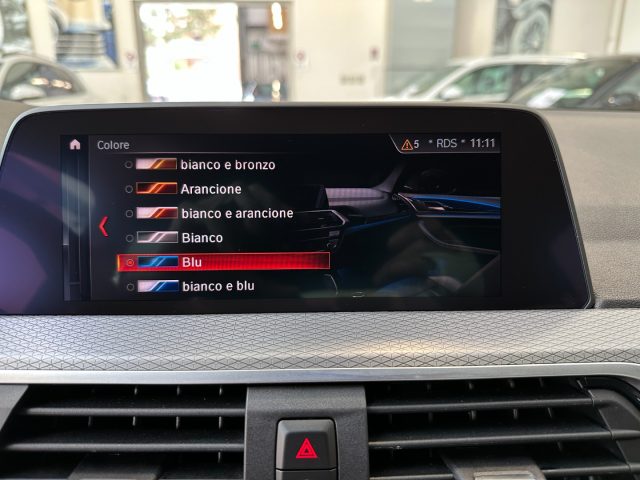 Colore
5 * RDS * 11:11
bianco e bronzo
Arancione
bianco e arancione
Bianco
Blu
bianco e blu